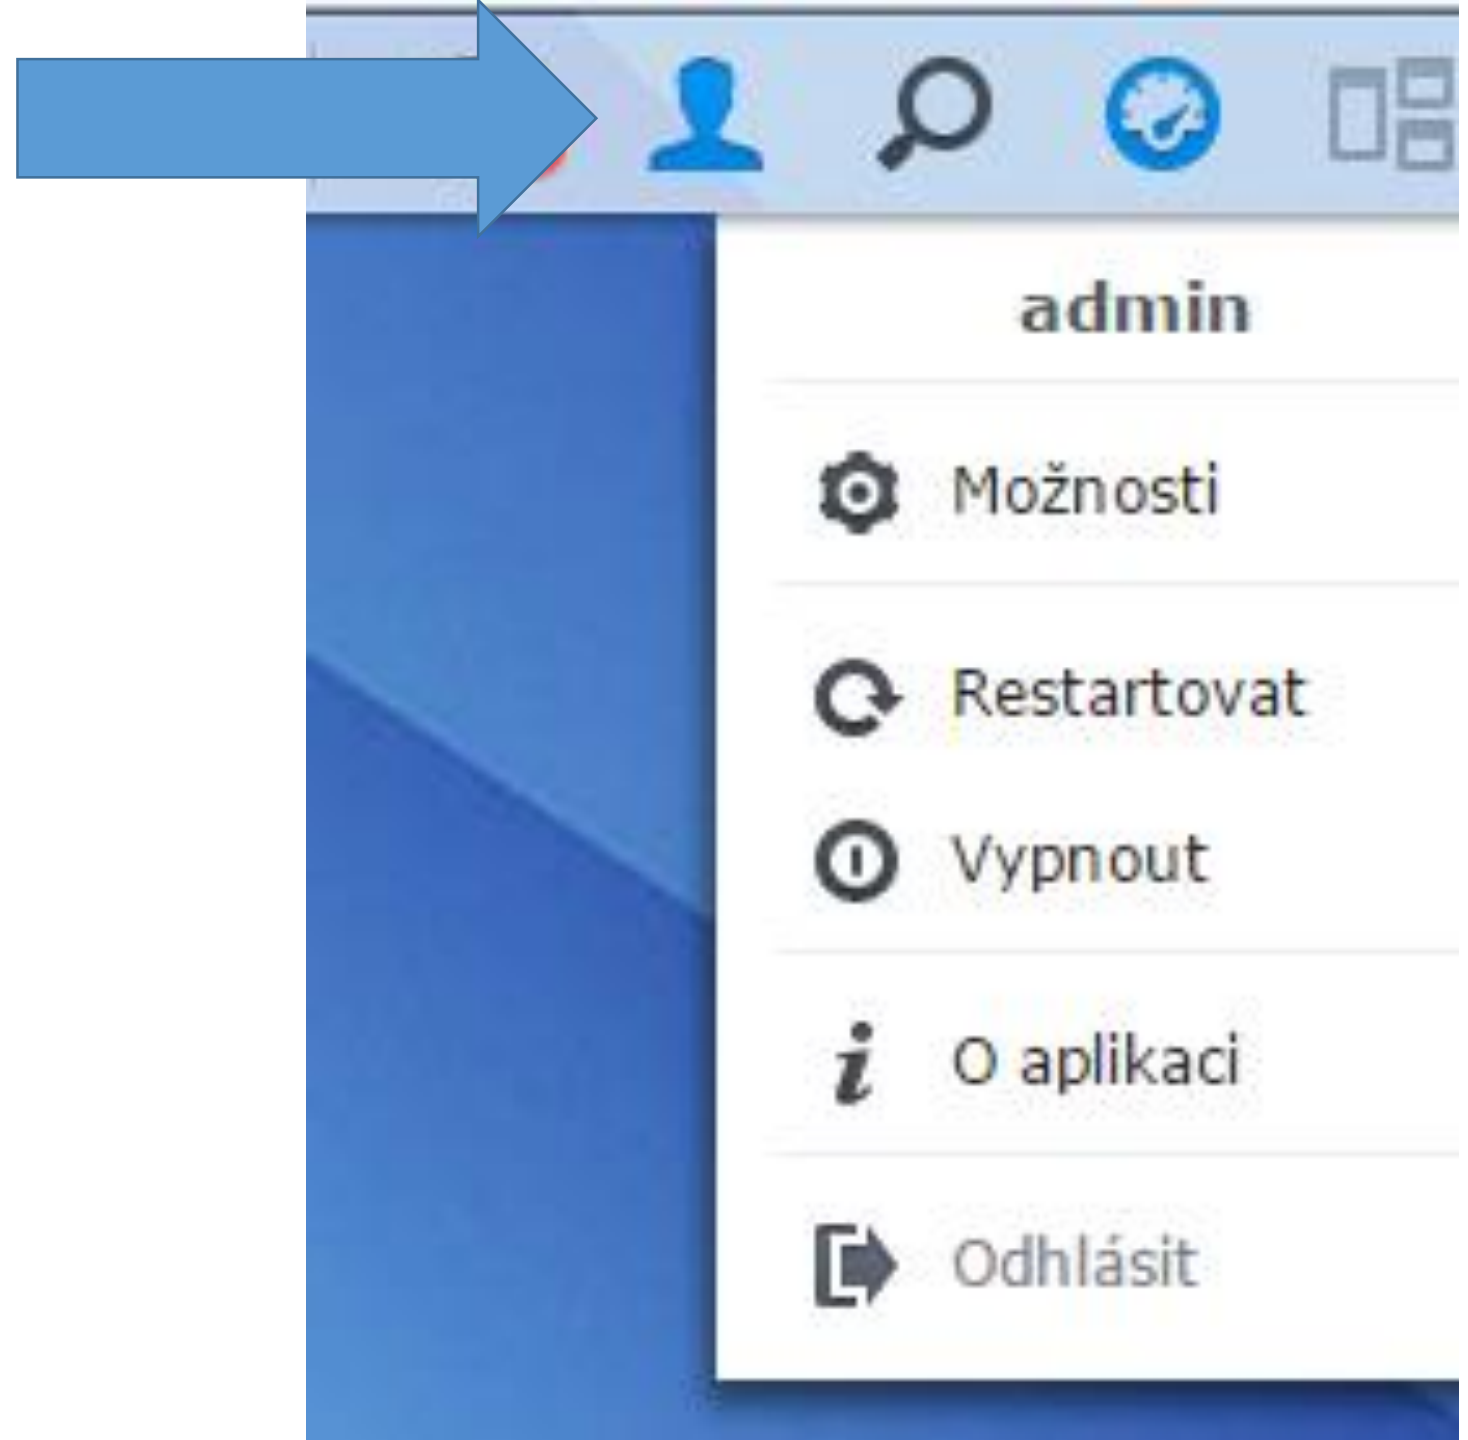 admin
Možnosti
Restartovat
Vypnout
O aplikaci
Odhlásit